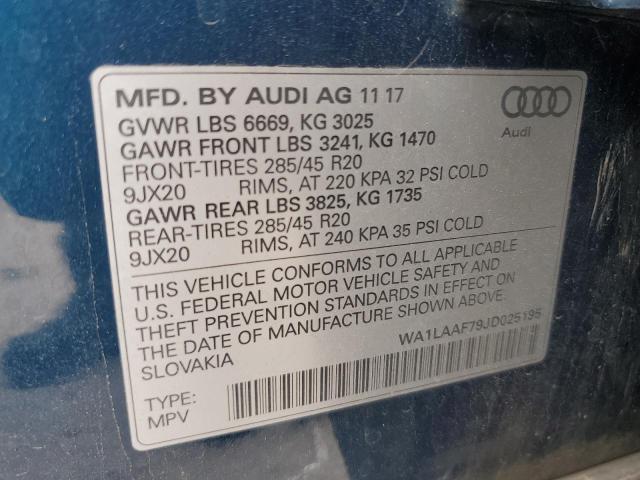 MFD. BY AUDI AG 11 17
GVWR LBS 6669, KG 3025
GAWR FRONT LBS 3241, KG 1470
FRONT-TIRES 285/45 R20
9JX20 RIMS, AT 220 KPA 32 PSI COLD
GAWR REAR LBS 3825, KG 1735
REAR-TIRES 285/45 R20
9JX20 RIMS, AT 240 KPA 35 PSI COLD
Audi
THIS VEHICLE CONFORMS TO ALL APPLICABLE
U.S. FEDERAL MOTOR VEHICLE SAFETY AND
THEFT PREVENTION STANDARDS IN EFFECT ON
THE DATE OF MANUFACTURE SHOWN ABOVE.
SLOVAKIA
WA1LAAF79JD025195
TYPE:
MPV